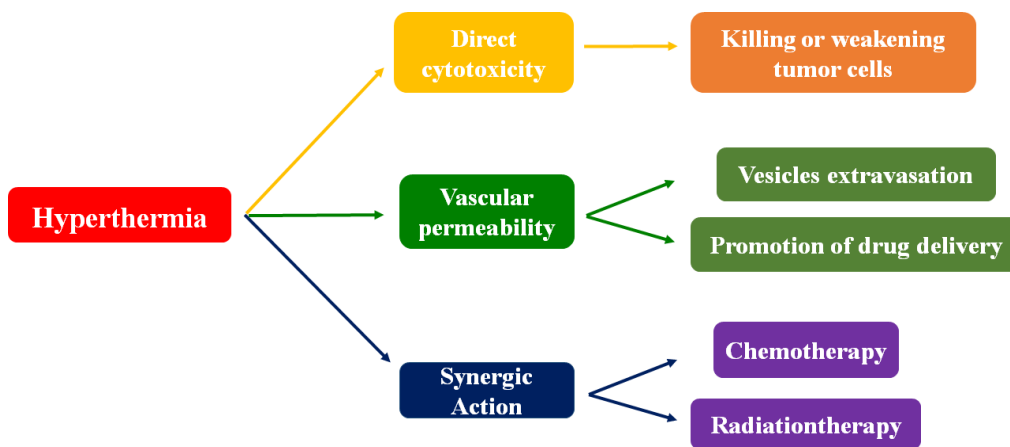 Hyperthermia
Direct
cytotoxicity
Killing or weakening
tumor cells
Vascular
permeability
Vesicles extravasation
Promotion of drug delivery
Synergic
Action
Chemotherapy
Radiationtherapy